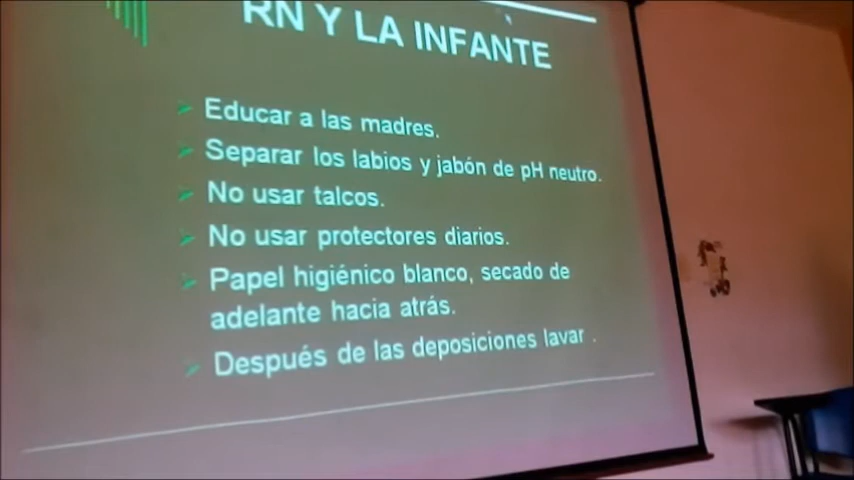 RN Y LA INFANTE
Educar a las madres.
Separar los labios y jabón de pH neutro.
No usar talcos.
No usar protectores diarios.
Papel higiénico blanco, secado de
adelante hacia atrás.
Después de las deposiciones lavar .